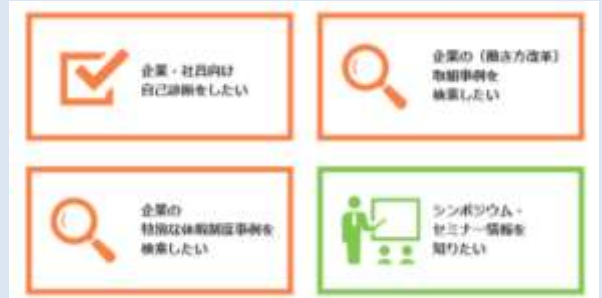 企業・社員向け
自己診断をしたい
企業の（働き方改革）
取組事例を
検索したい
企業の
特別な休暇制度事例を
検索したい
シンポジウム・
セミナー情報を
知りたい